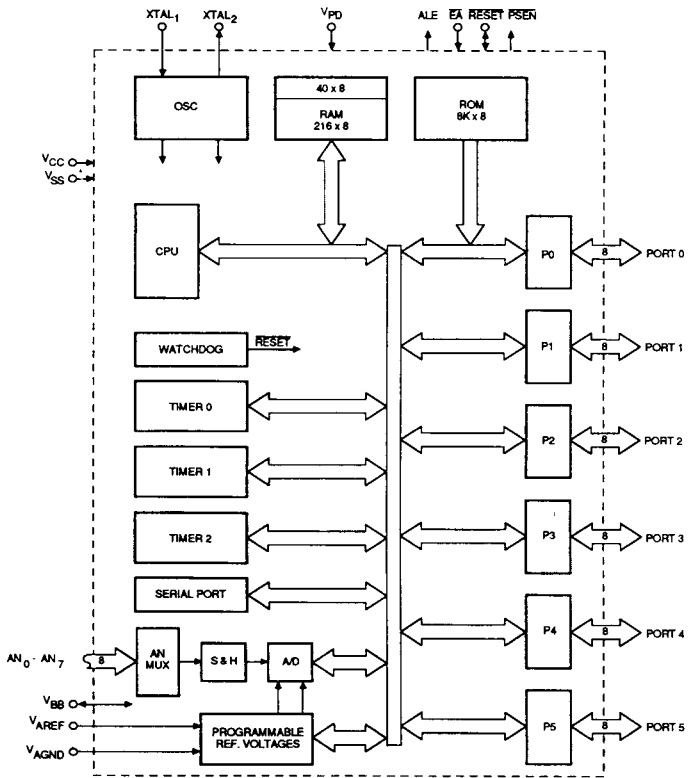 XTAL1 XTAL2 VPD ALE EA RESET PSEN
OSC
40 x 8
RAM
216 x 8
ROM
8K x 8
VCC
VSS
CPU
P0 8 PORT 0
WATCHDOG RESET
P1 8 PORT 1
TIMER 0
P2 8 PORT 2
TIMER 1
TIMER 2
P3 8 PORT 3
SERIAL PORT
P4 8 PORT 4
AN0 - AN7 8
AN
MUX
S & H
A/D
VBB
VAREF
VAGND
PROGRAMMABLE
REF. VOLTAGES
P5 8 PORT 5